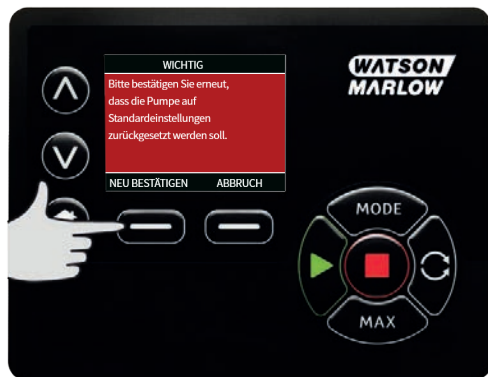 WICHTIG
Bitte bestätigen Sie erneut,
dass die Pumpe auf
Standardeinstellungen
zurückgesetzt werden soll.
NEU BESTÄTIGEN ABBRUCH
WATSON
MARLOW
MODE
MAX